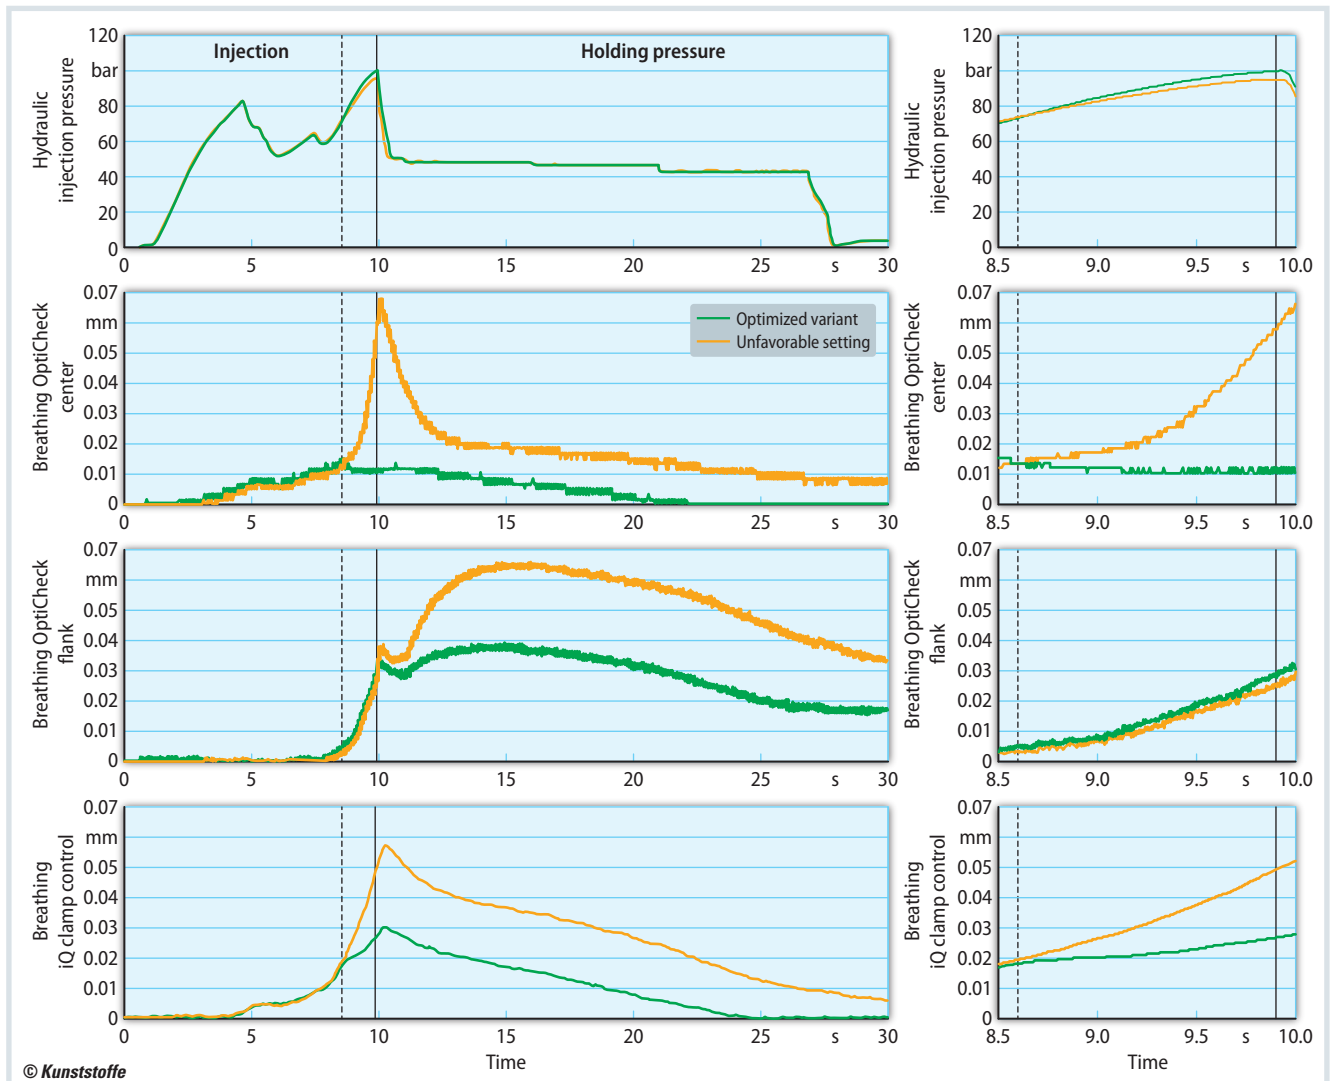 Hydraulic
injection pressure
120
bar
80
60
40
20
0
Injection
Holding pressure
0 5 10 15 20 25 s 30
Hydraulic
injection pressure
120
bar
80
60
40
20
0
8.5 9.0 9.5 s 10.0
Breathing OptiCheck
center
0.07
mm
0.05
0.04
0.03
0.02
0.01
0
Optimized variant
Unfavorable setting
0 5 10 15 20 25 s 30
Breathing OptiCheck
center
0.07
mm
0.05
0.04
0.03
0.02
0.01
0
8.5 9.0 9.5 s 10.0
Breathing OptiCheck
flank
0.07
mm
0.05
0.04
0.03
0.02
0.01
0
0 5 10 15 20 25 s 30
Breathing OptiCheck
flank
0.07
mm
0.05
0.04
0.03
0.02
0.01
0
8.5 9.0 9.5 s 10.0
Breathing
iQ clamp control
0.07
mm
0.05
0.04
0.03
0.02
0.01
0
0 5 10 15 20 25 s 30
Time
Breathing
iQ clamp control
0.07
mm
0.05
0.04
0.03
0.02
0.01
0
8.5 9.0 9.5 s 10.0
Time
© Kunststoffe